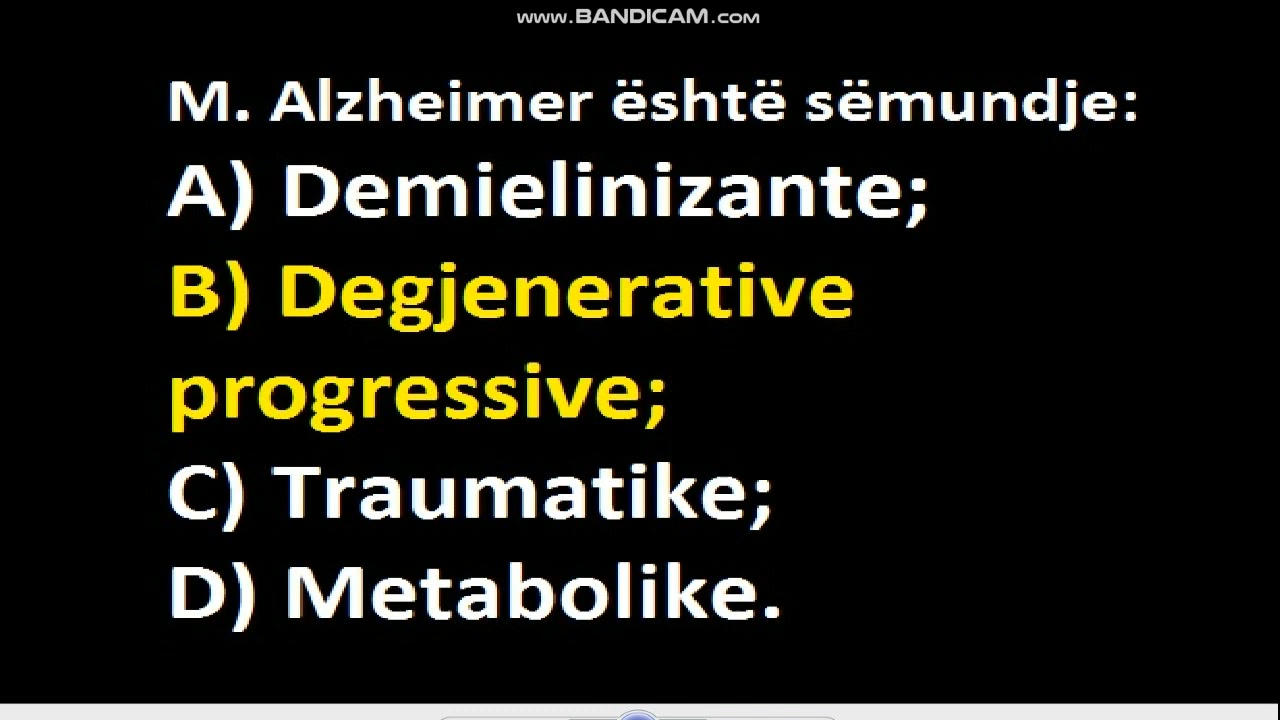 www.BANDICAM.com
M. Alzheimer është sëmundje:
A) Demielinizante;
B) Degjenerative
progressive;
C) Traumatike;
D) Metabolike.